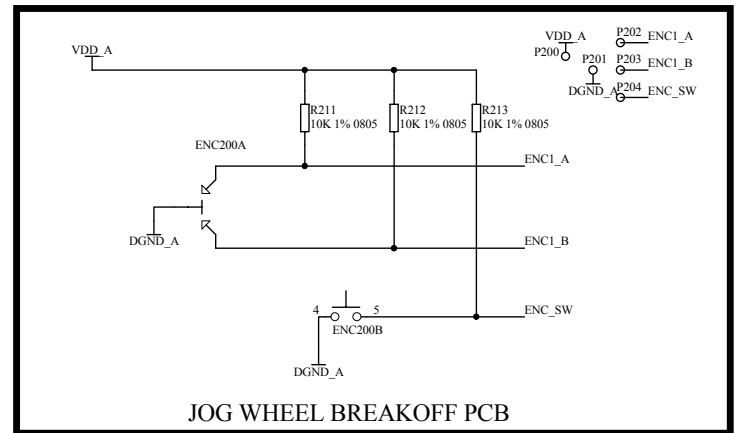 VDD_A
P200
P201
DGND_A
P202 ENC1_A
P203 ENC1_B
P204 ENC_SW
VDD_A
R211
10K 1% 0805
R212
10K 1% 0805
R213
10K 1% 0805
ENC200A
ENC1_A
DGND_A
ENC1_B
4
5
ENC_SW
ENC200B
DGND_A
JOG WHEEL BREAKOFF PCB